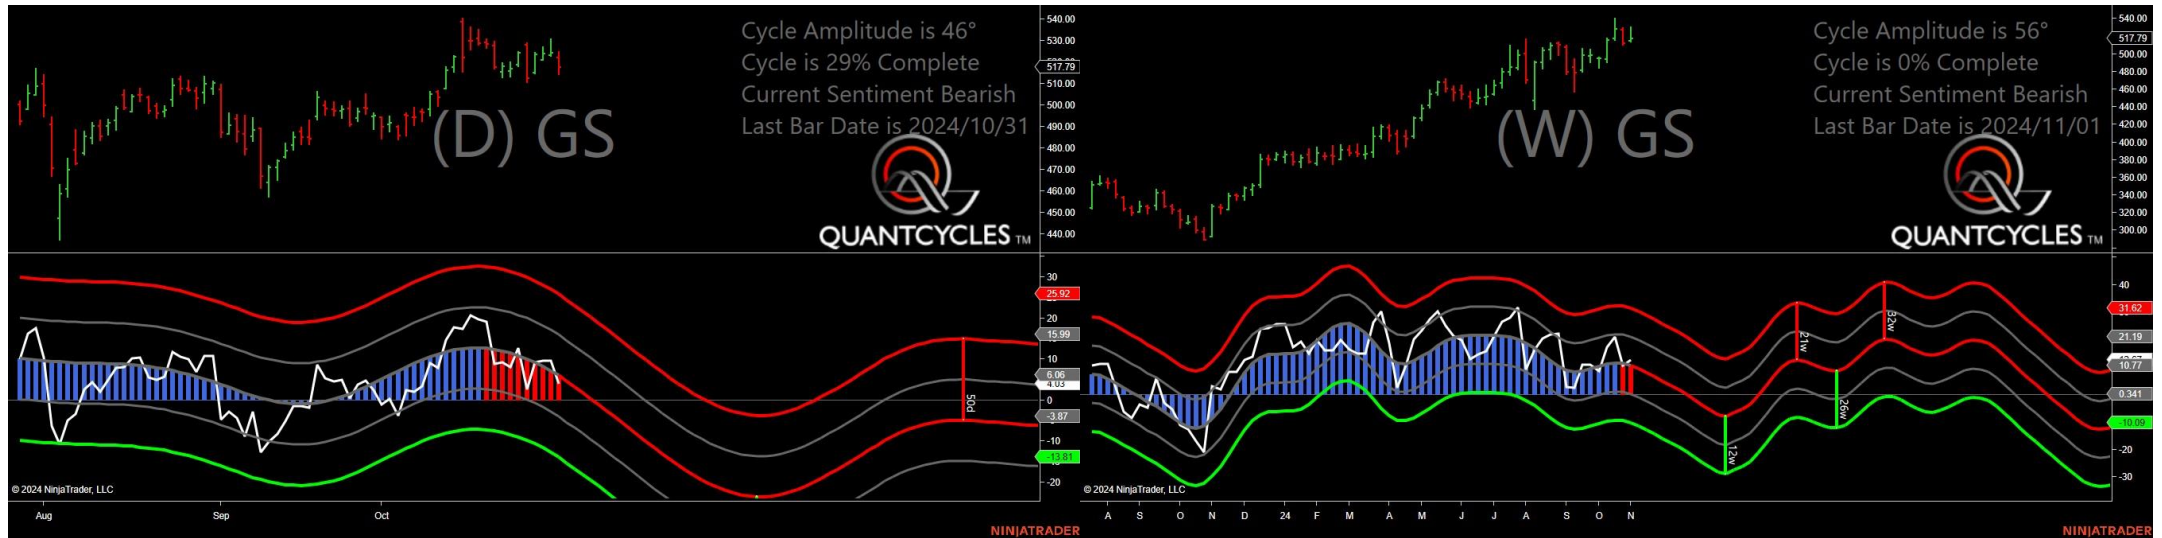 Cycle Amplitude is 46°
Cycle is 29% Complete
Current Sentiment Bearish
Last Bar Date is 2024/10/31
(D) GS
QUANTCYCLES TM
540.00
530.00
517.79
510.00
500.00
490.00
480.00
470.00
460.00
450.00
440.00
30
25.92
20
15.99
10
6.06
4.03
0
-3.87
-10
-13.81
-20
50d
© 2024 NinjaTrader, LLC
Aug Sep Oct
NINJATRADER
Cycle Amplitude is 56°
Cycle is 0% Complete
Current Sentiment Bearish
Last Bar Date is 2024/11/01
(W) GS
QUANTCYCLES TM
540.00
517.79
500.00
480.00
460.00
440.00
420.00
400.00
380.00
360.00
340.00
320.00
300.00
40
31.62
21.19
10.77
0.341
-10.09
-20
-30
12w
21w
26w
32w
© 2024 NinjaTrader, LLC
A S O N D 24 F M A M J J A S O N
NINJATRADER